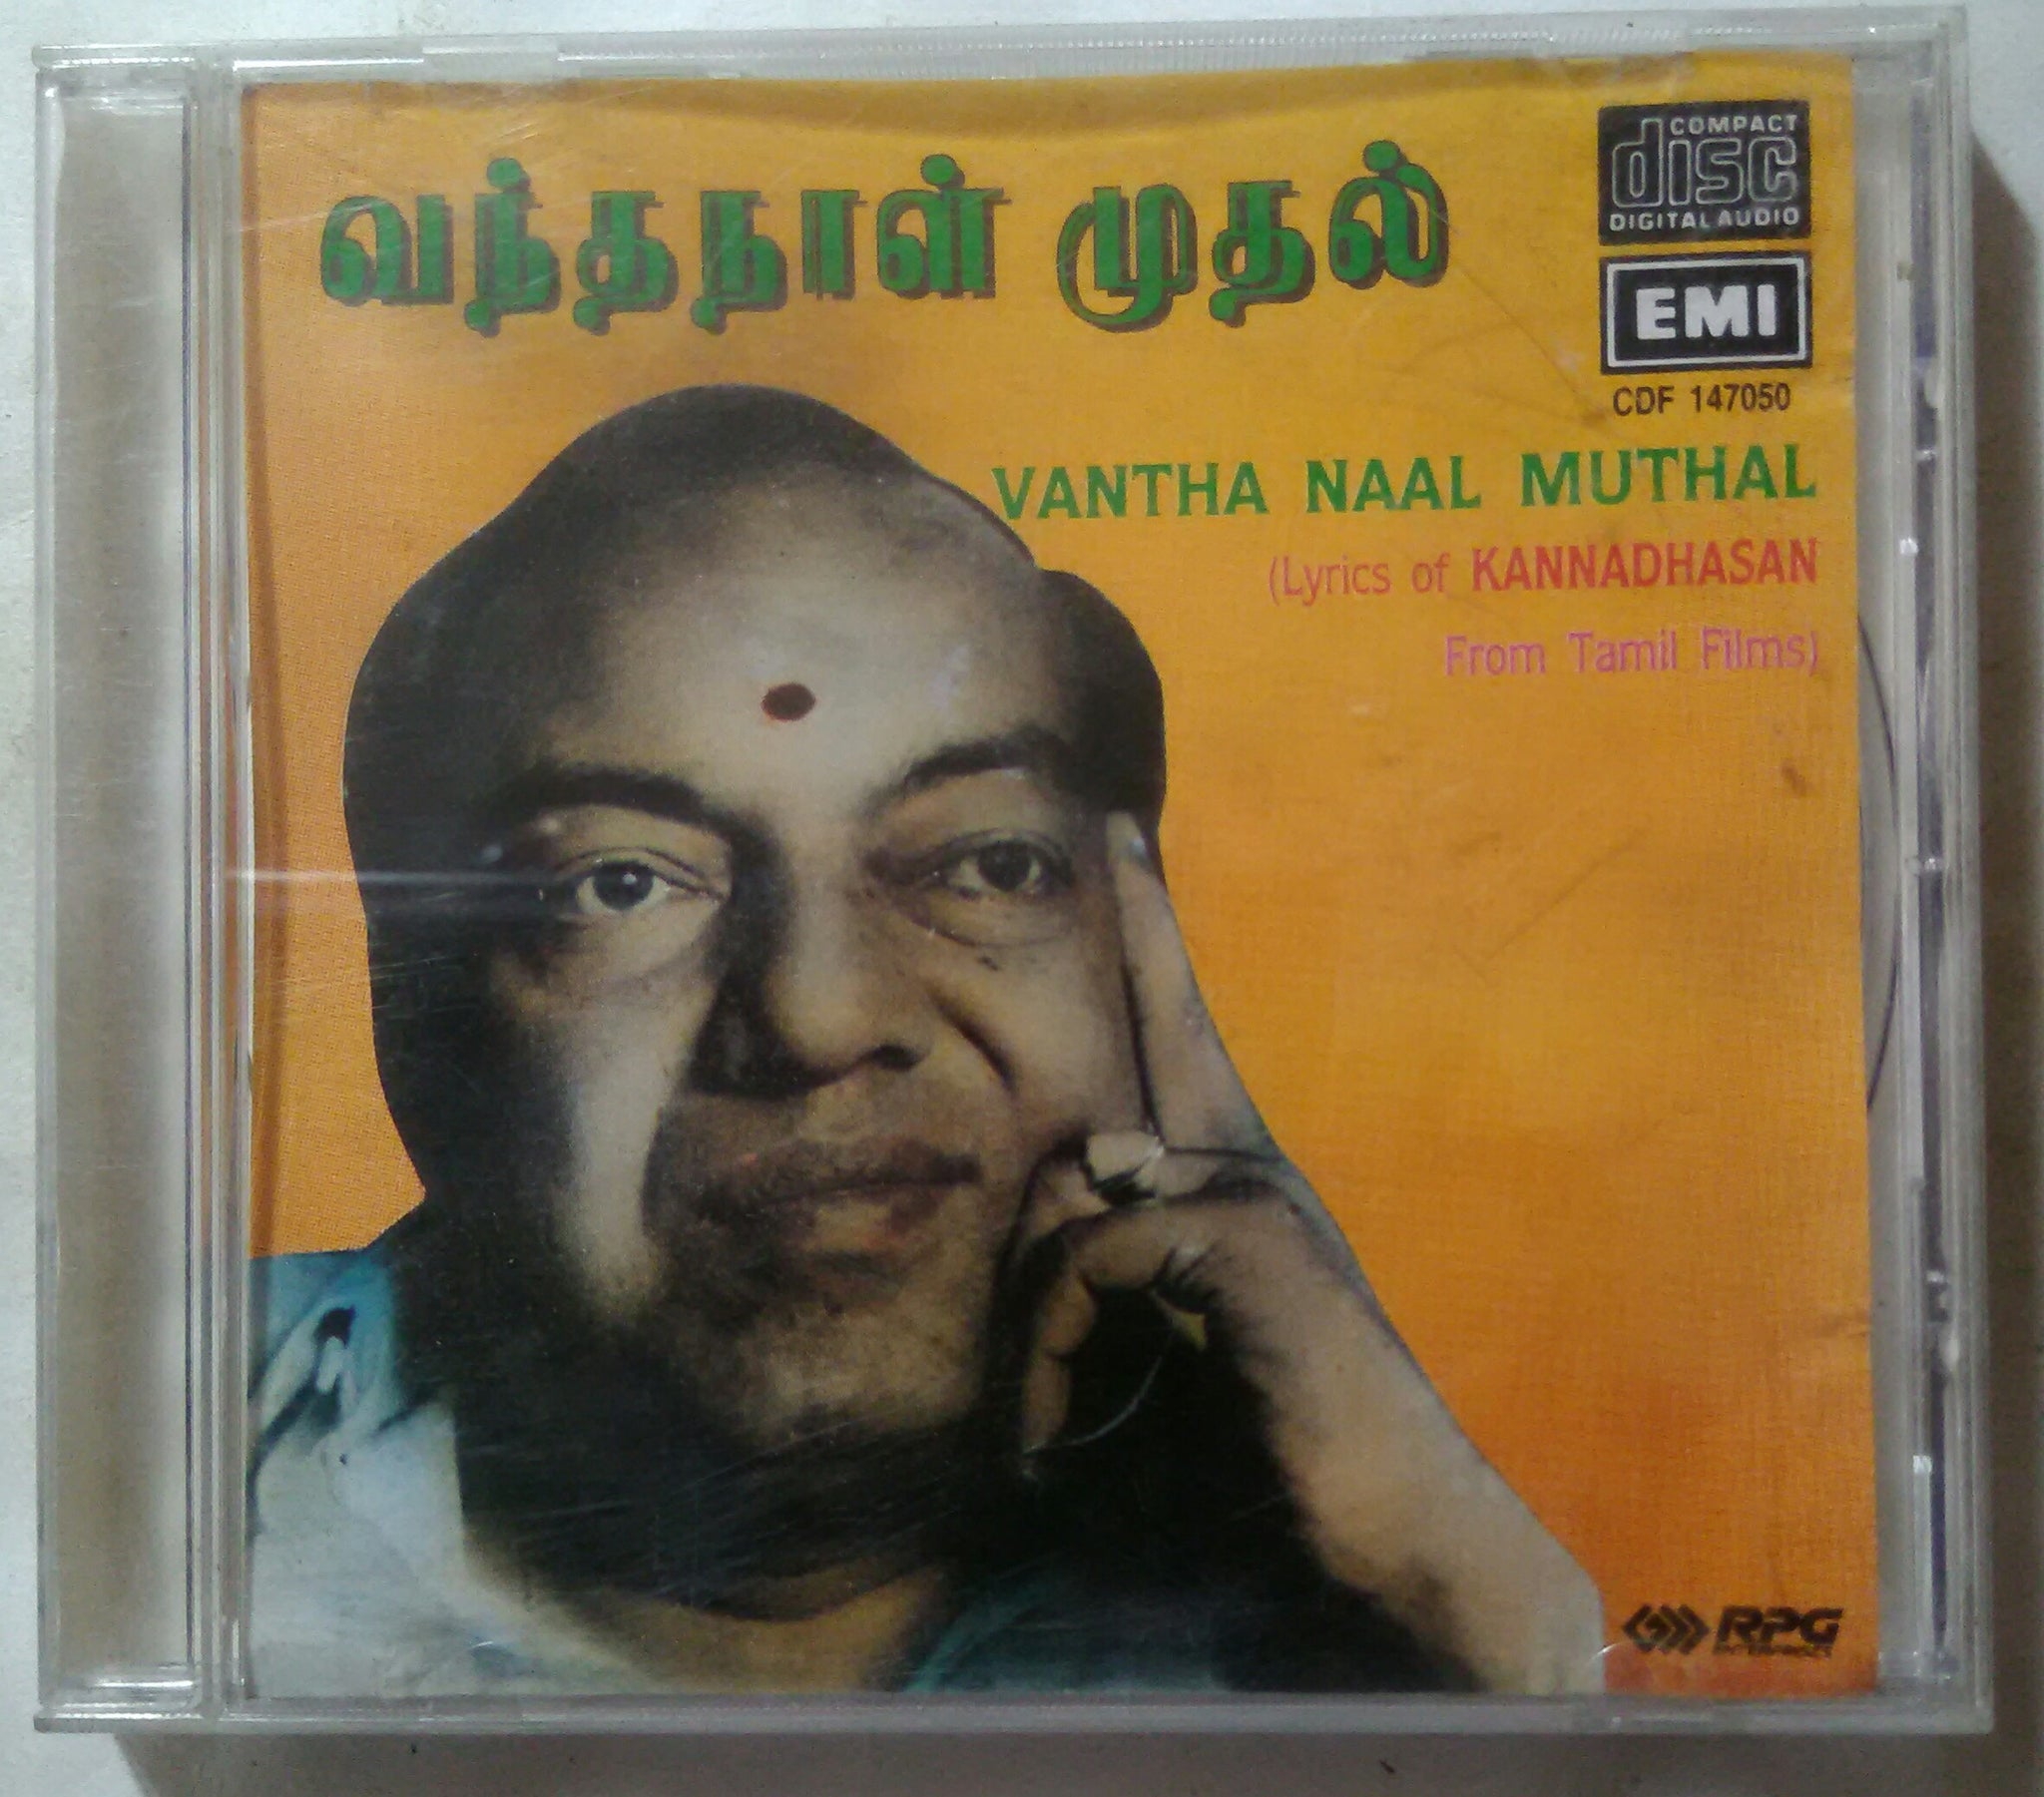 வந்தநாள் முதல்
COMPACT
disc
DIGITAL AUDIO
EMI
CDF 147050
VANTHA NAAL MUTHAL
(Lyrics of KANNADHASAN
From Tamil Films)
RPG